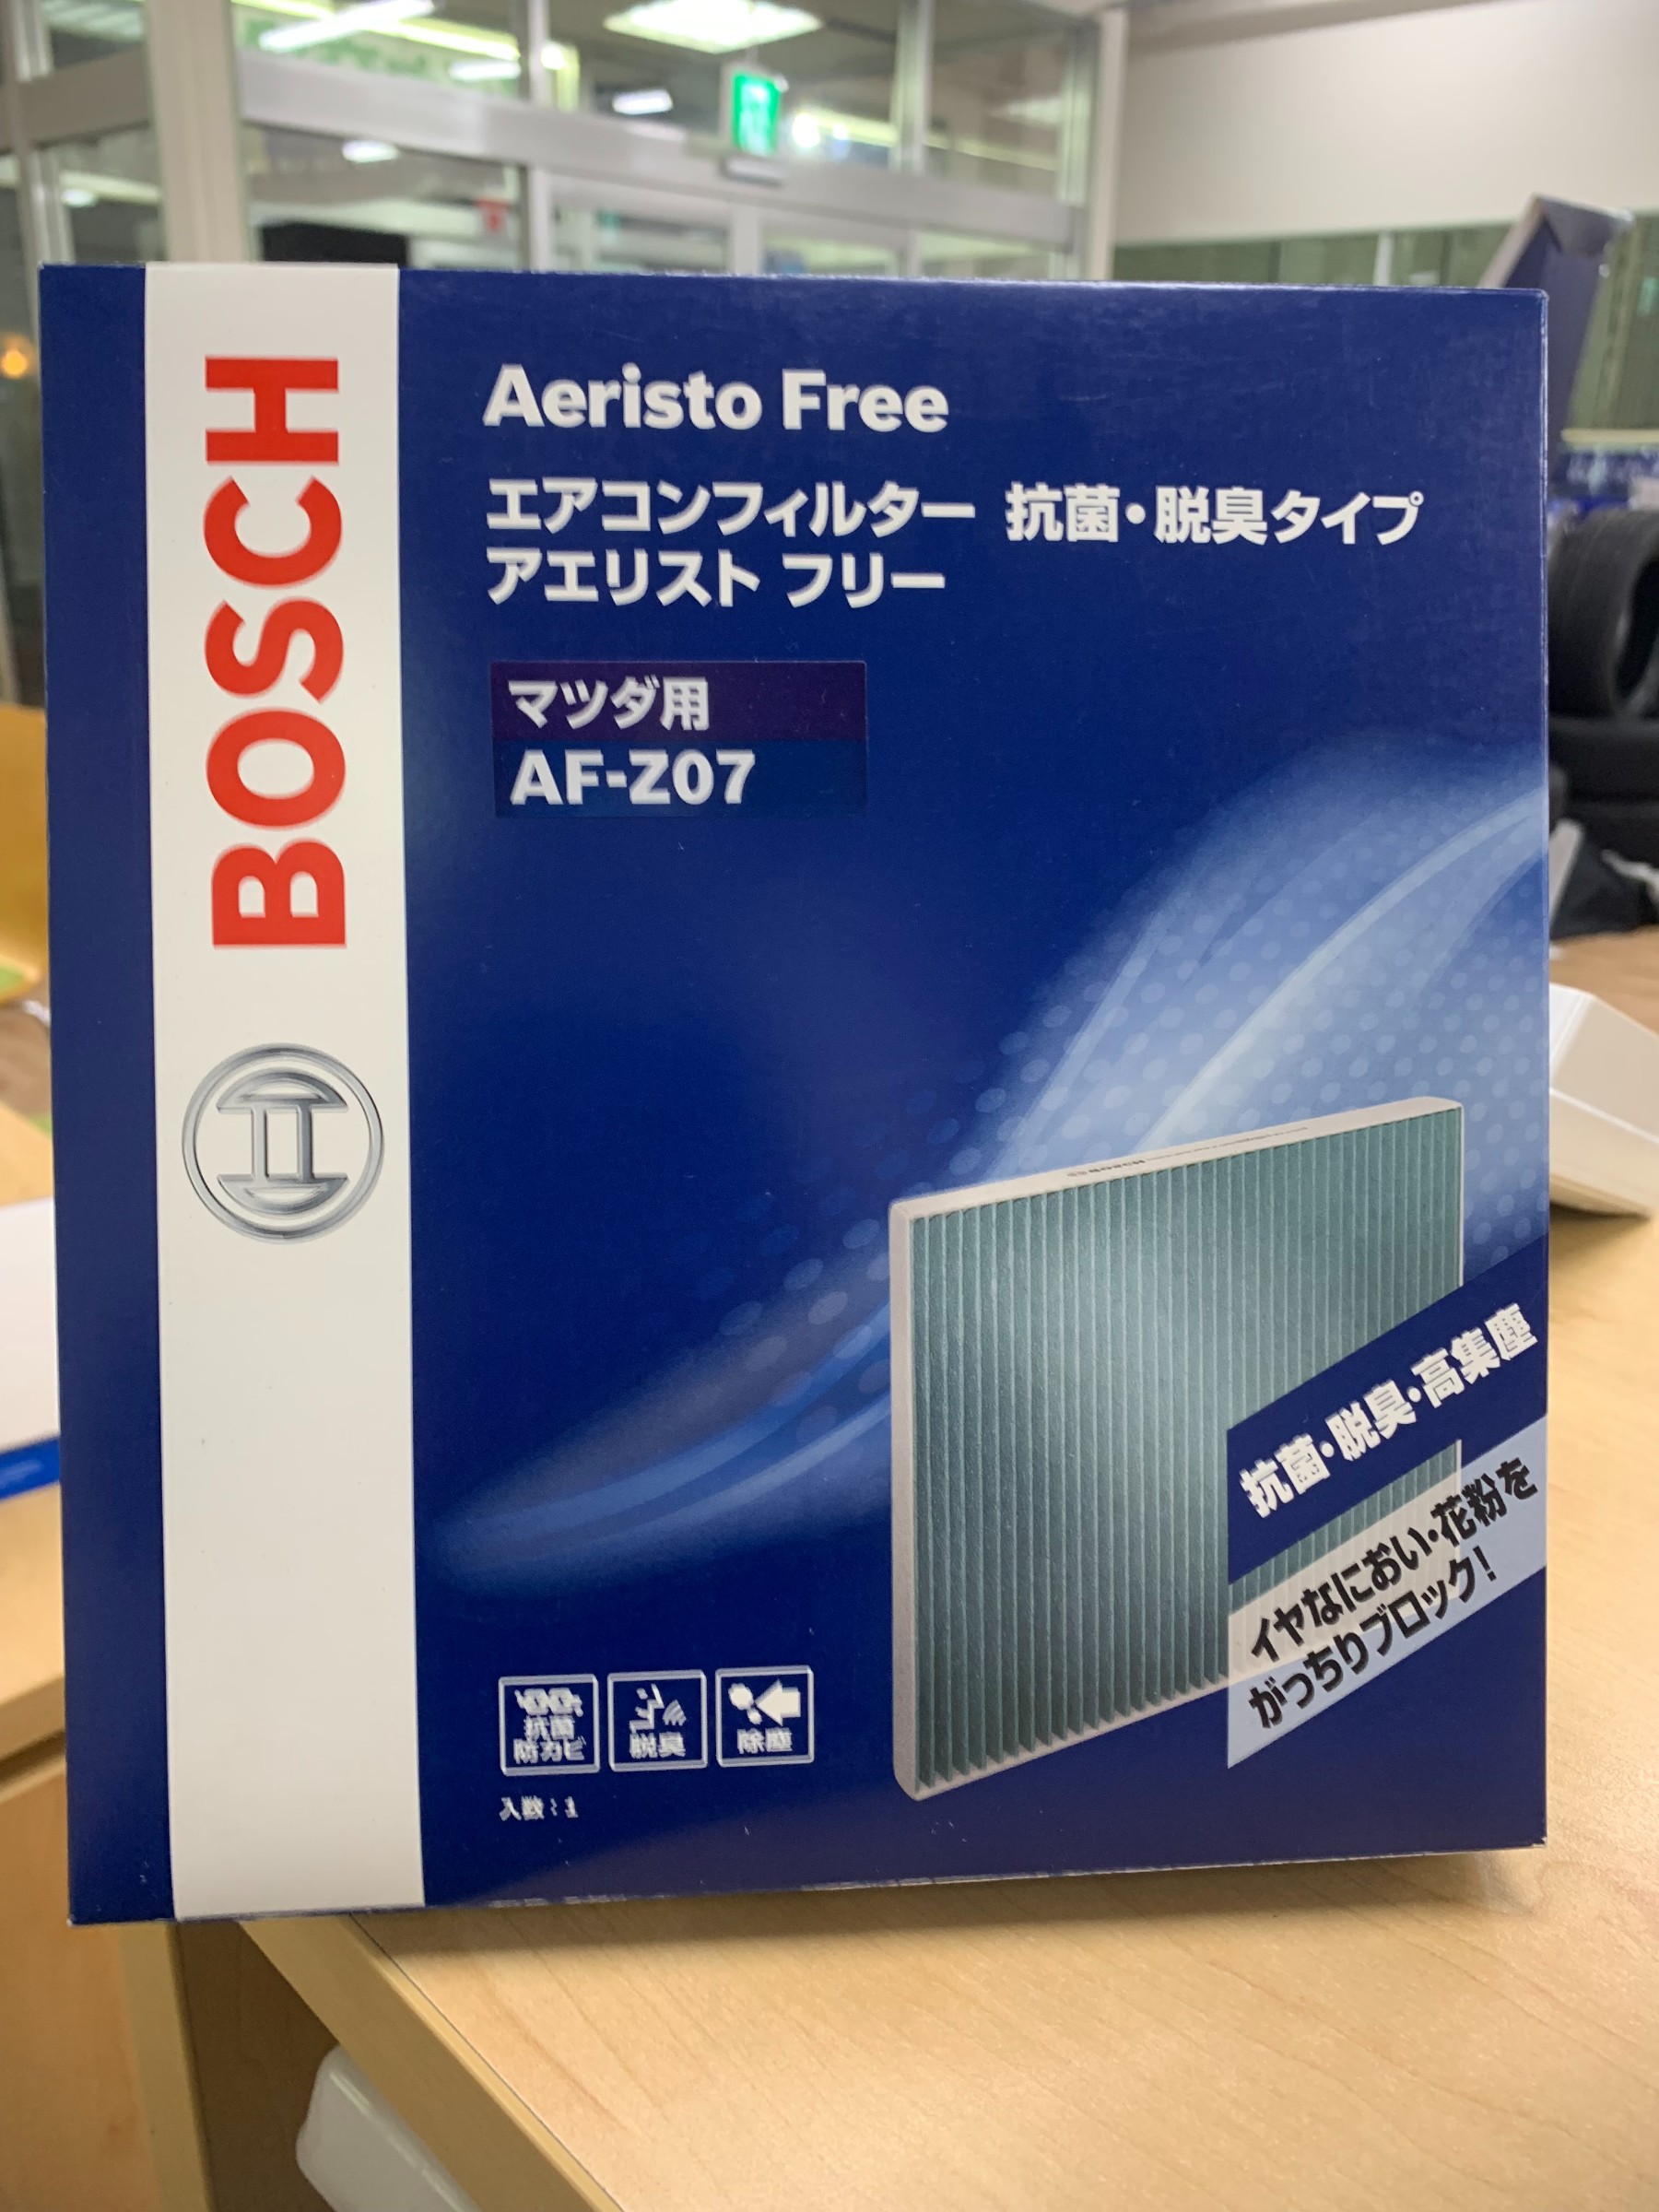 BOSCH
Aeristo Free
エアコンフィルター 抗菌・脱臭タイプ
アエリスト フリー
マツダ用
AF-Z07
抗菌・脱臭・高集塵
イヤなにおい・花粉を
がっちりブロック!
抗菌
防カビ
脱臭
除塵
入数：1